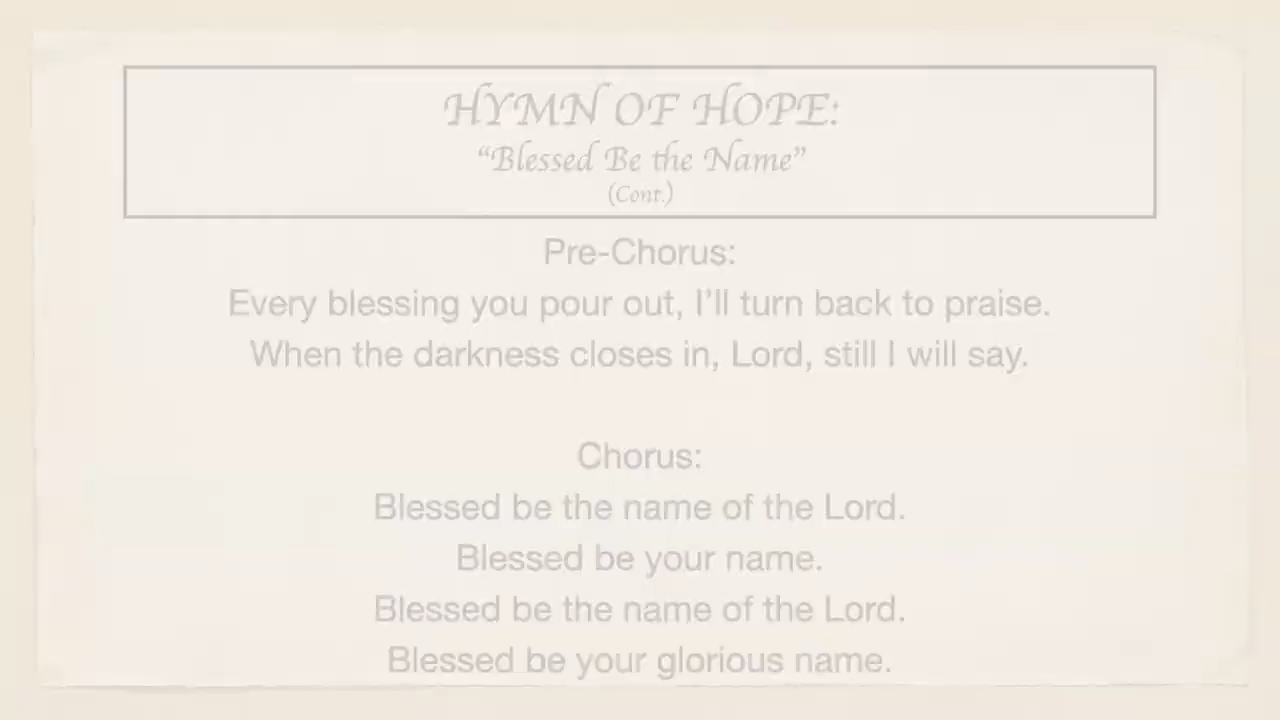 HYMN OF HOPE:
“Blessed Be the Name”
(Cont.)
Pre-Chorus:
Every blessing you pour out, I’ll turn back to praise.
When the darkness closes in, Lord, still I will say.
Chorus:
Blessed be the name of the Lord.
Blessed be your name.
Blessed be the name of the Lord.
Blessed be your glorious name.